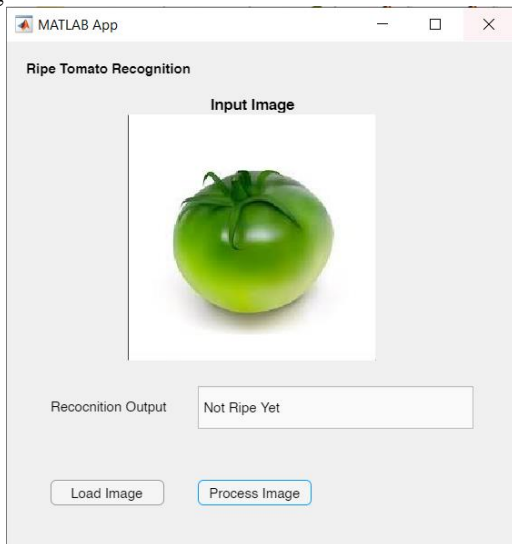 MATLAB App
Ripe Tomato Recognition
Input Image
Recocnition Output
Not Ripe Yet
Load Image
Process Image